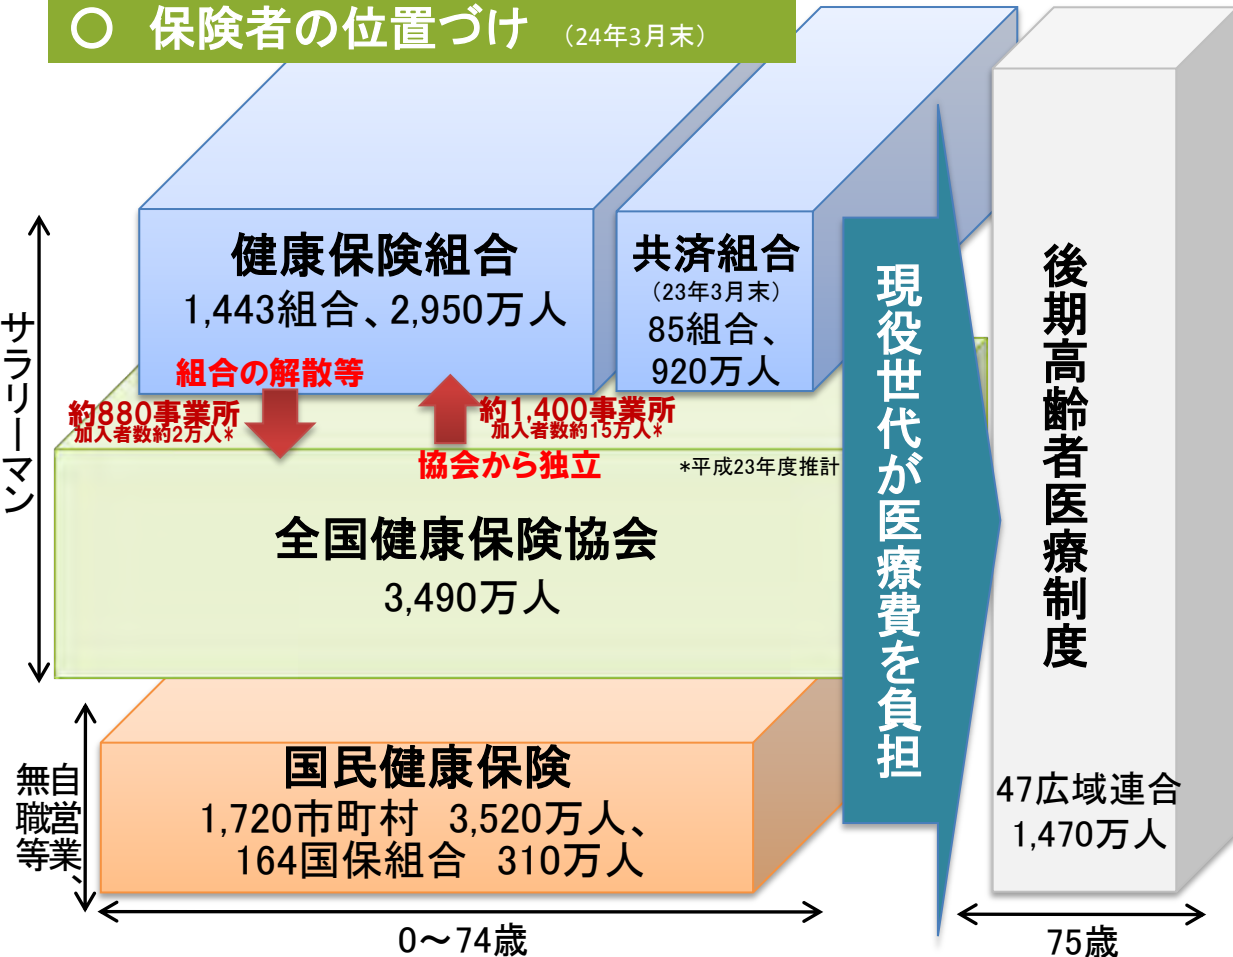 〇 保険者の位置づけ （24年3月末）
健康保険組合
1,443組合、2,950万人
共済組合
（23年3月末）
85組合、
920万人
組合の解散等
約880事業所
加入者数約2万人*
約1,400事業所
加入者数約15万人*
協会から独立
*平成23年度推計
全国健康保険協会
3,490万人
サラリーマン
国民健康保険
1,720市町村 3,520万人、
164国保組合 310万人
自営業、
無職等
0～74歳
現役世代が医療費を負担
後期高齢者医療制度
47広域連合
1,470万人
75歳